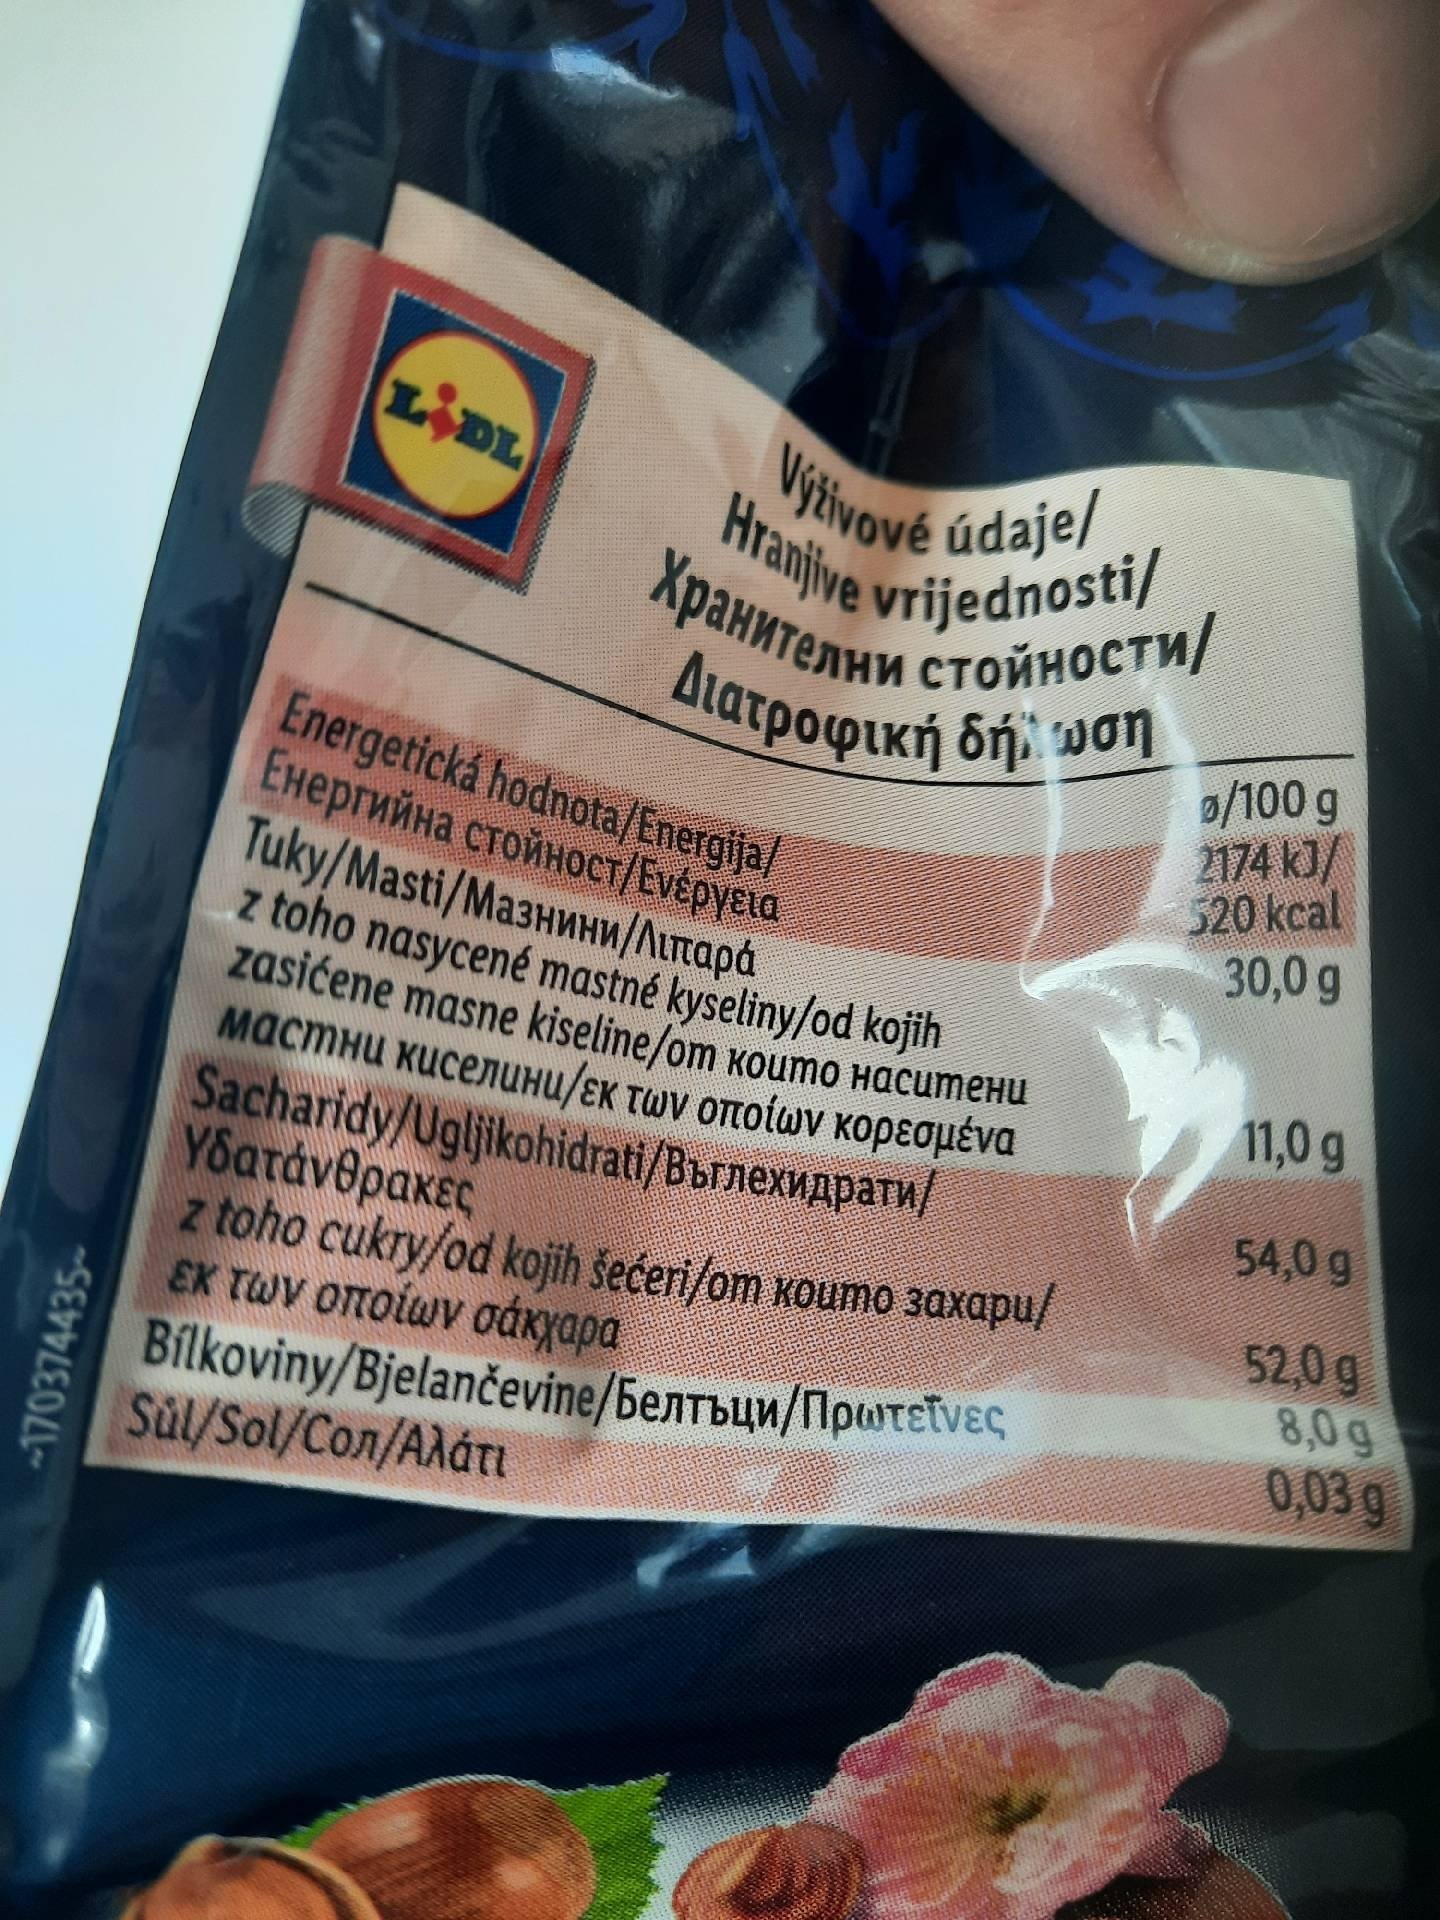 LIDL
Výživové údaje/
Hranjive vrijednosti/
Хранителни стойности/
Διατροφική δήλωση
ø/100 g
Energetická hodnota/Energija/
Енергийна стойност/Ενέργεια
2174 kJ/
520 kcal
Tuky/Masti/Мазнини/Λιπαρά
30,0 g
z toho nasycené mastné kyseliny/od kojih
zasićene masne kiseline/от които наситени
мастни киселини/εκ των οποίων κορεσμένα
11,0 g
Sacharidy/Ugljikohidrati/Въглехидрати/
Υδατάνθρακες
54,0 g
z toho cukry/od kojih šećeri/от които захари/
εκ των οποίων σάκχαρα
52,0 g
Bílkoviny/Bjelančevine/Белтъци/Πρωτεΐνες
8,0 g
Sůl/Sol/Сол/Αλάτι
0,03 g
~170374435~